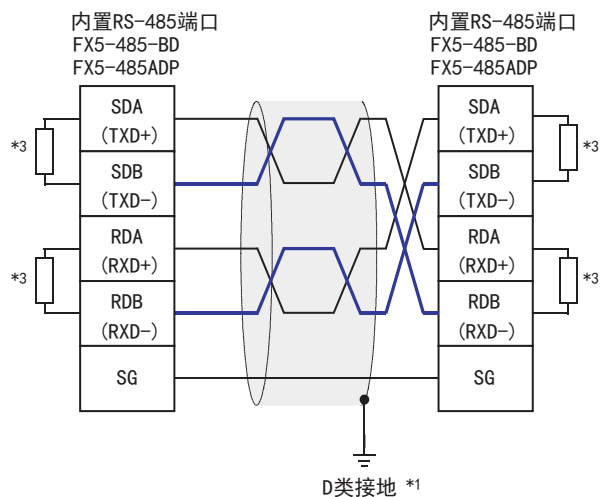 内置RS-485端口
FX5-485-BD
FX5-485ADP
内置RS-485端口
FX5-485-BD
FX5-485ADP
SDA
(TXD+)
SDB
(TXD-)
RDA
(RXD+)
RDB
(RXD-)
SG
*3
*3
SDA
(TXD+)
SDB
(TXD-)
RDA
(RXD+)
RDB
(RXD-)
SG
*3
*3
D类接地 *1